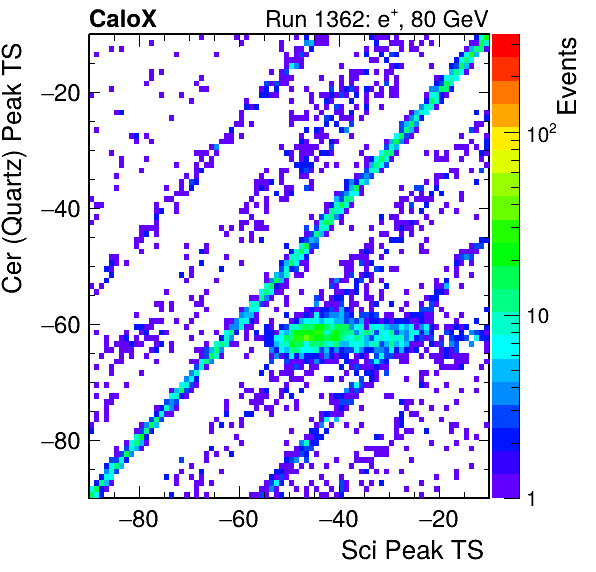 CaloX Run 1362: e⁺, 80 GeV
Cer (Quartz) Peak TS
−20
−40
−60
−80
−80 −60 −40 −20
Sci Peak TS
Events
10²
10
1